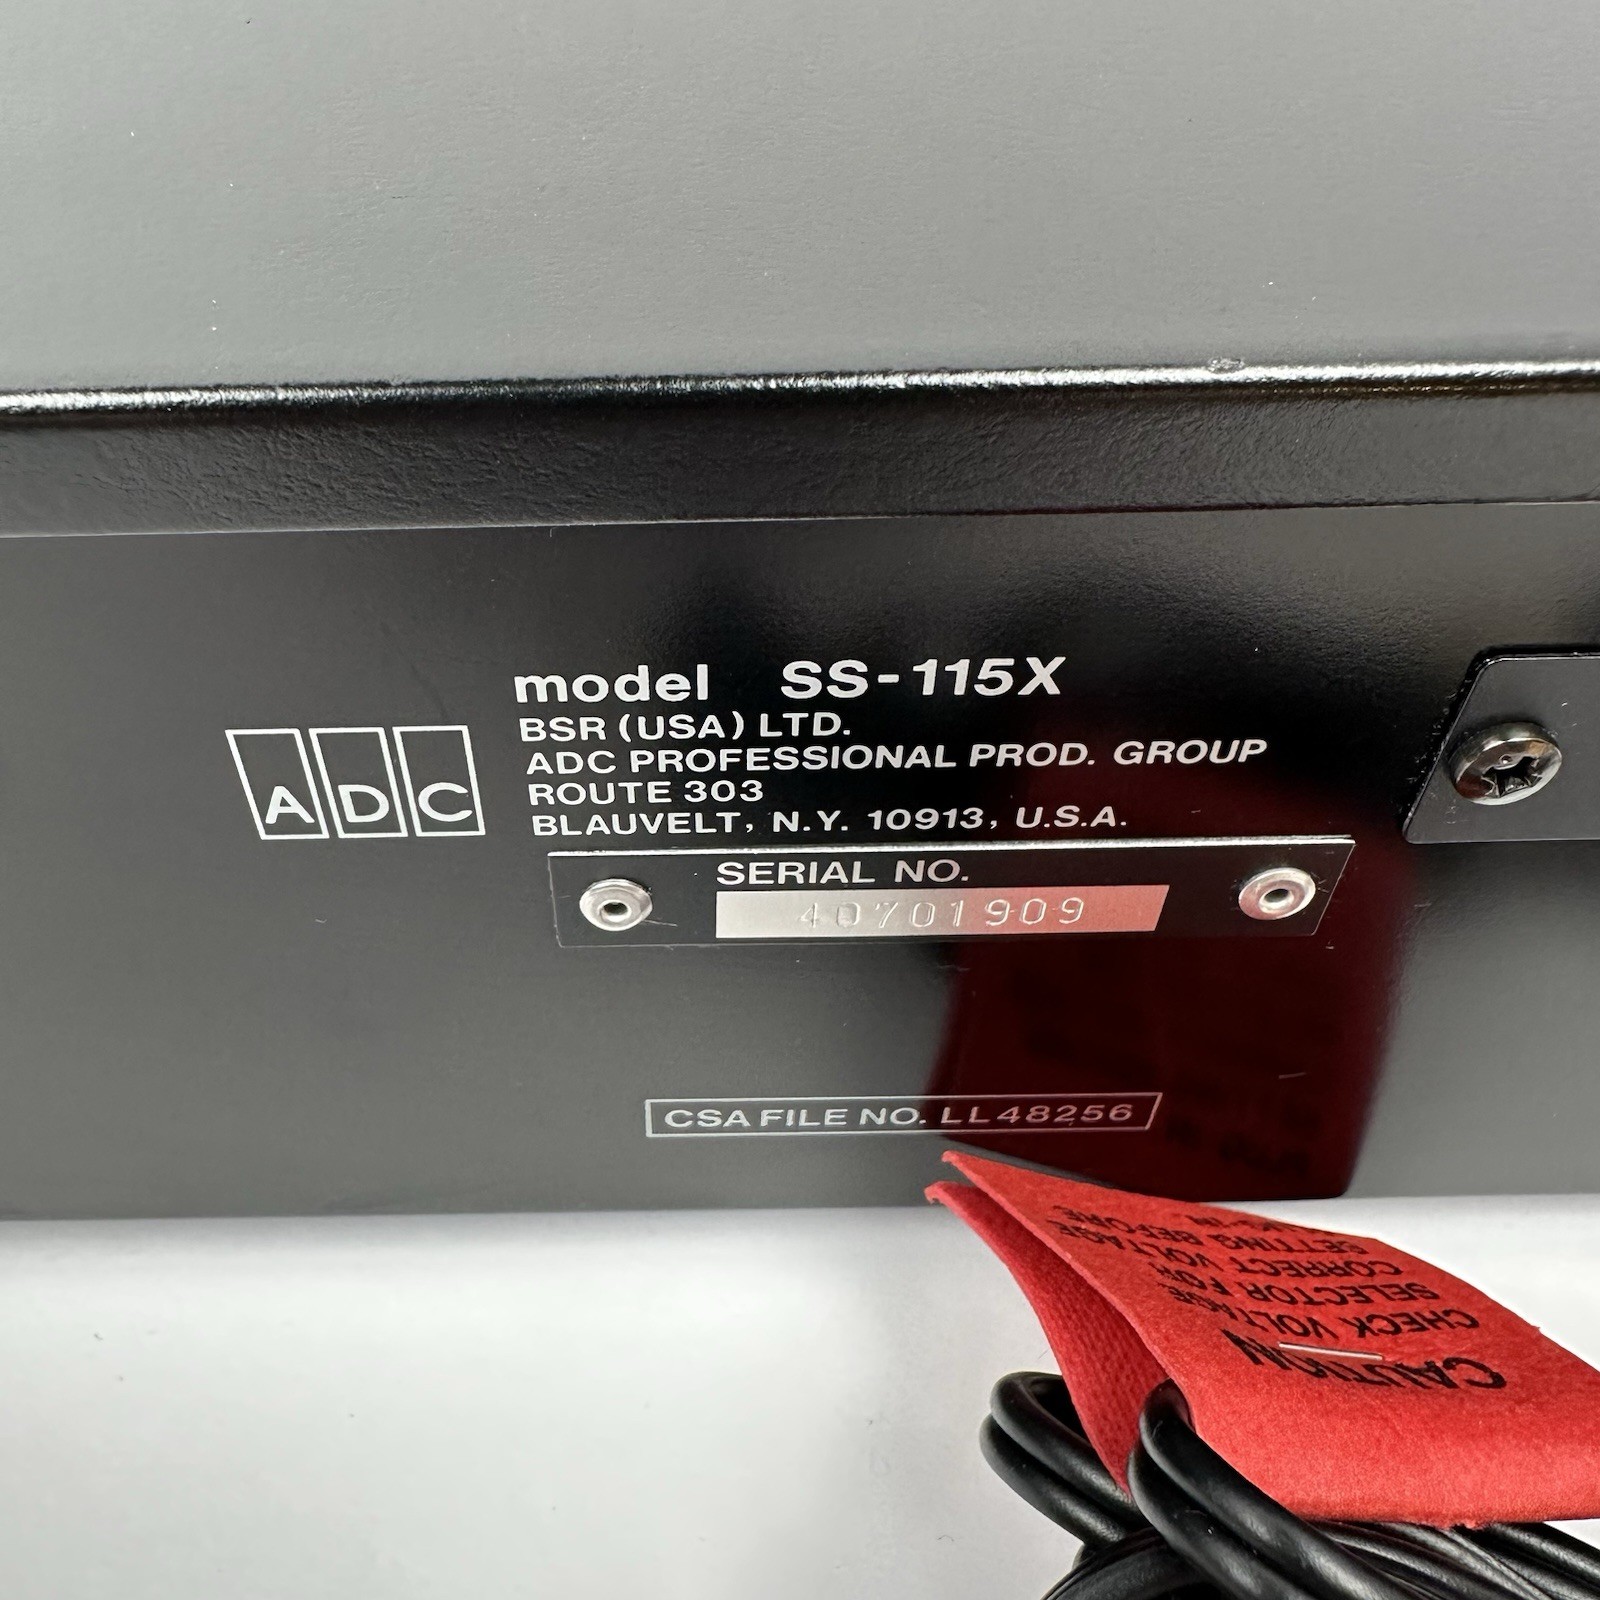 model SS-115X
BSR (USA) LTD.
ADC PROFESSIONAL PROD. GROUP
ROUTE 303
BLAUVELT, N.Y. 10913, U.S.A.
ADC
SERIAL NO.
40701909
CSA FILE NO. LL48256
CAUTION
CHECK VOLTAGE
SELECTOR FOR
CORRECT VOLTAGE
SETTING BEFORE